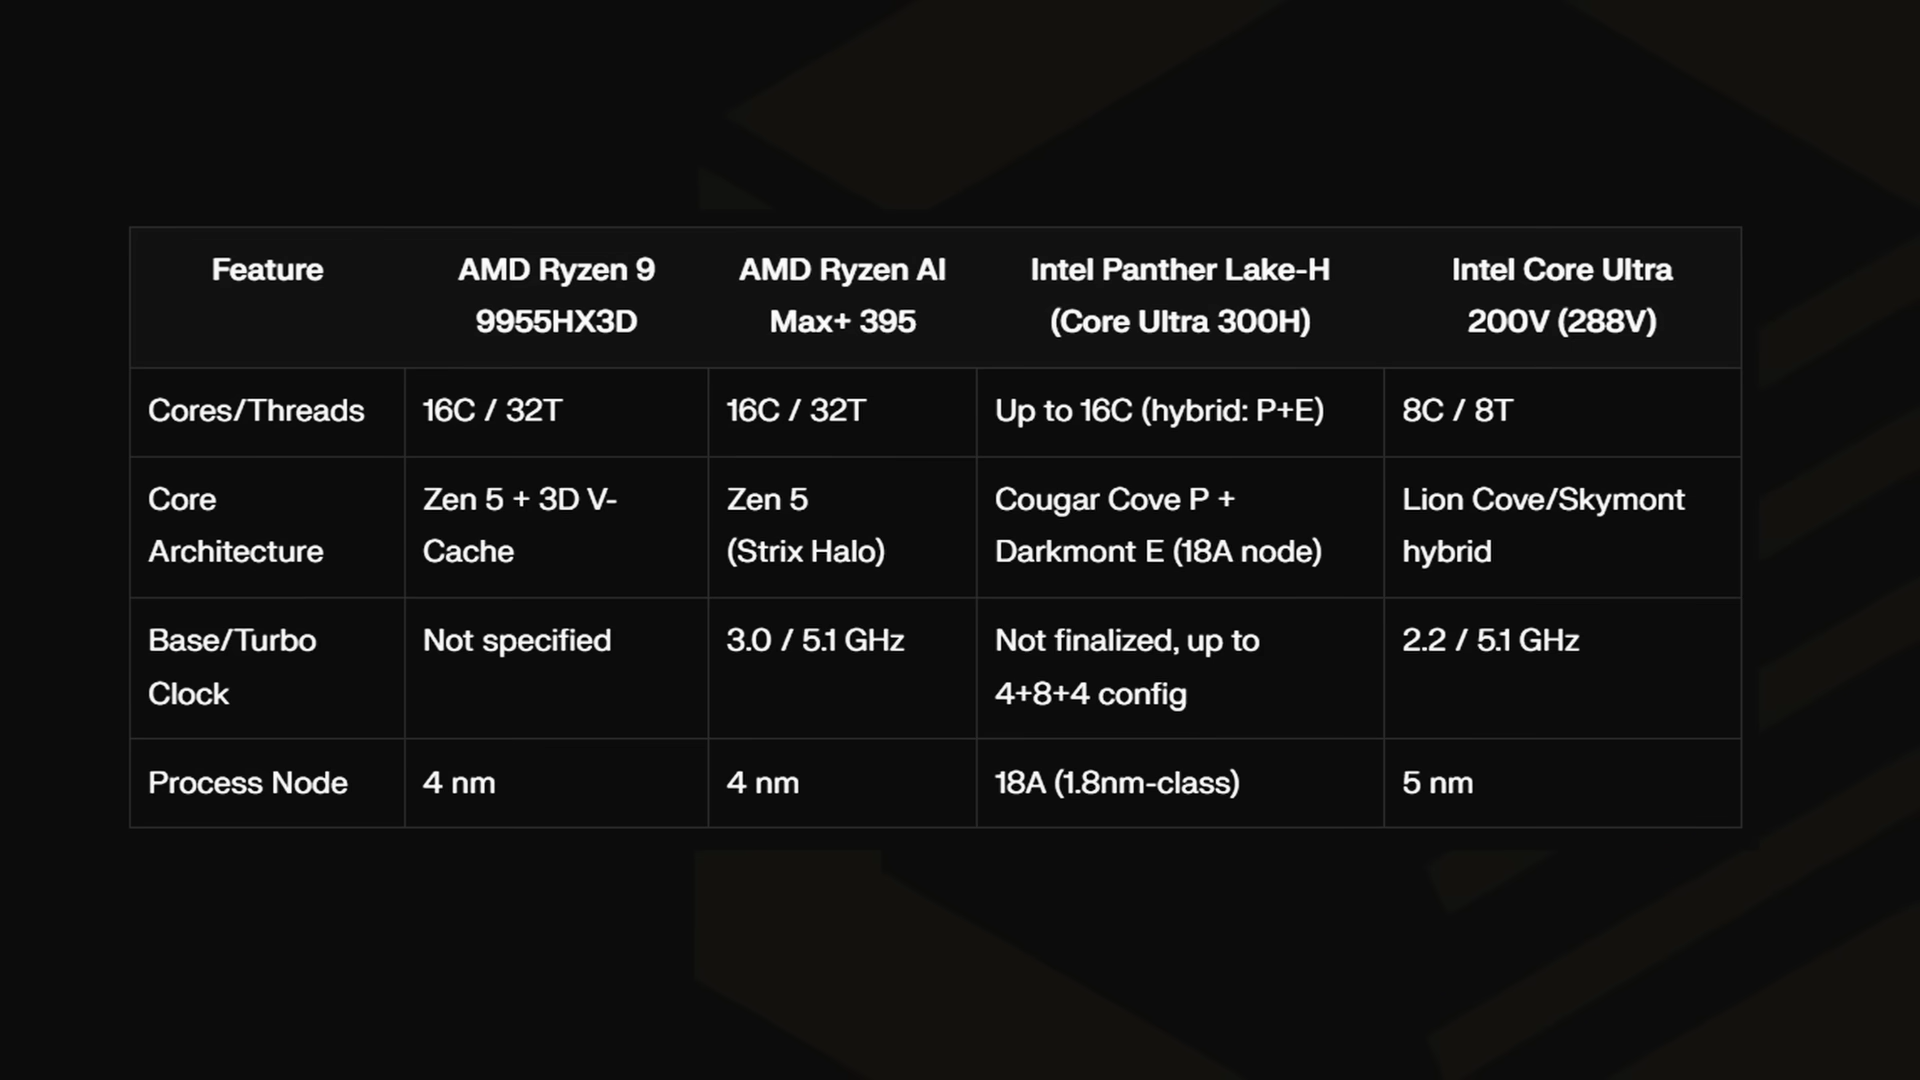 Feature
AMD Ryzen 9
9955HX3D
AMD Ryzen AI
Max+ 395
Intel Panther Lake-H
(Core Ultra 300H)
Intel Core Ultra
200V (288V)
Cores/Threads
16C / 32T
16C / 32T
Up to 16C (hybrid: P+E)
8C / 8T
Core
Architecture
Zen 5 + 3D V-
Cache
Zen 5
(Strix Halo)
Cougar Cove P +
Darkmont E (18A node)
Lion Cove/Skymont
hybrid
Base/Turbo
Clock
Not specified
3.0 / 5.1 GHz
Not finalized, up to
4+8+4 config
2.2 / 5.1 GHz
Process Node
4 nm
4 nm
18A (1.8nm-class)
5 nm